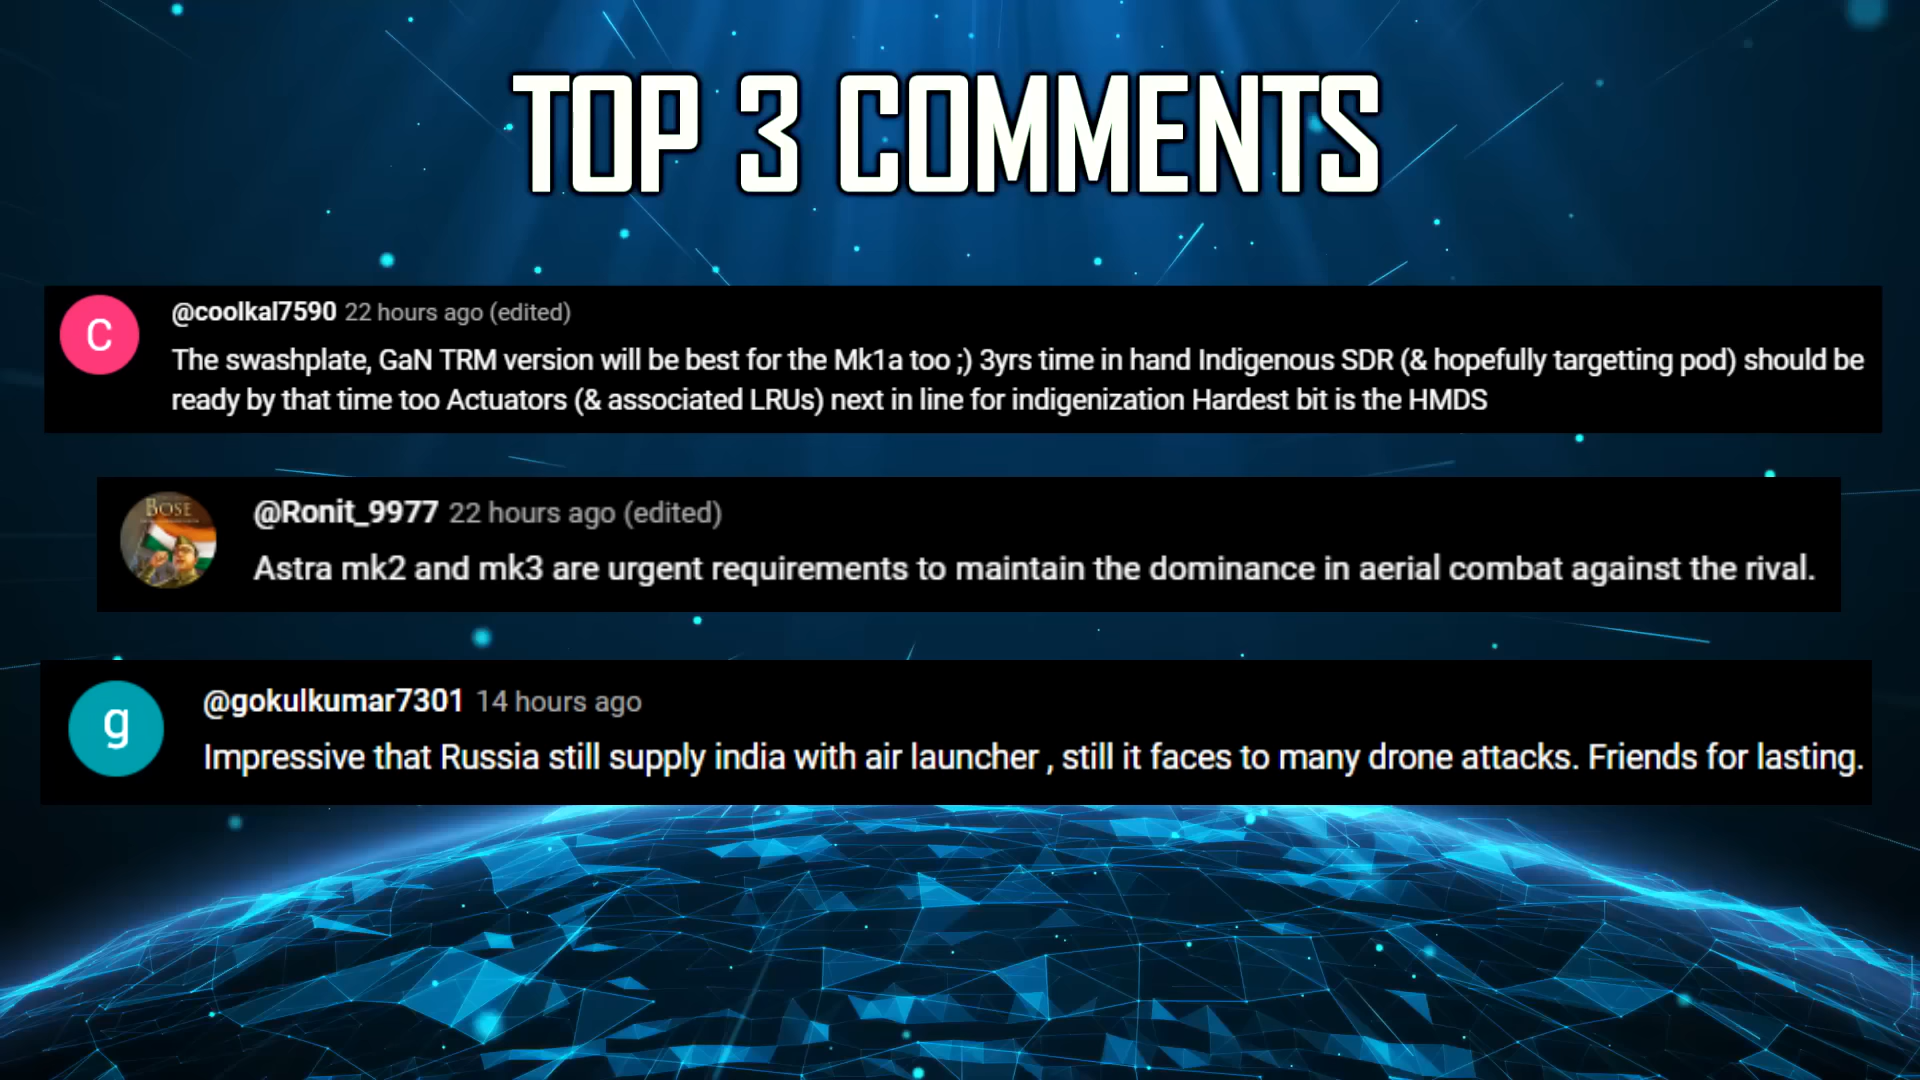 TOP 3 COMMENTS
C
@coolkal7590 22 hours ago (edited)
The swashplate, GaN TRM version will be best for the Mk1a too ;) 3yrs time in hand Indigenous SDR (& hopefully targetting pod) should be
ready by that time too Actuators (& associated LRUs) next in line for indigenization Hardest bit is the HMDS
BOSE
@Ronit_9977 22 hours ago (edited)
Astra mk2 and mk3 are urgent requirements to maintain the dominance in aerial combat against the rival.
g
@gokulkumar7301 14 hours ago
Impressive that Russia still supply india with air launcher , still it faces to many drone attacks. Friends for lasting.